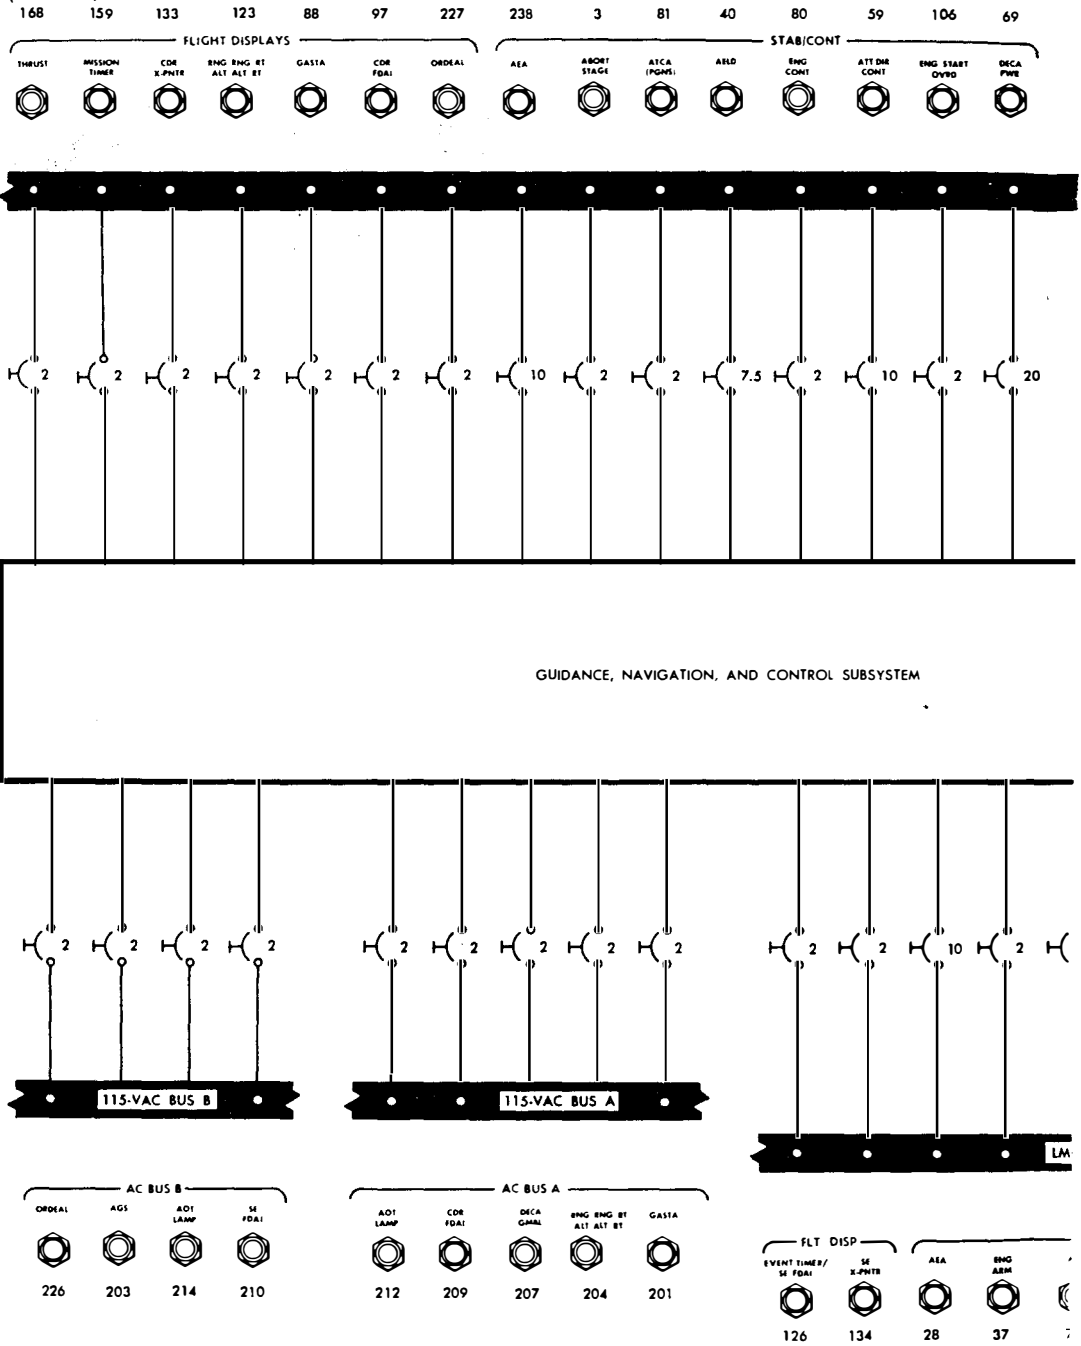 168 159 133 123 88 97 227 238 3 81 40 80 59 106 69
FLIGHT DISPLAYS STAB/CONT
THRUST MISSION TIMER CDR X-PNTR RNG RNG RT ALT ALT RT GASTA CDR FDAI ORDEAL AEA ABORT STAGE ATCA (PGNS) AELD ENG CONT ATT DIR CONT ENG START OVRD DECA PWR
2 2 2 2 2 2 2 10 2 2 7.5 2 10 2 20
GUIDANCE, NAVIGATION, AND CONTROL SUBSYSTEM
2 2 2 2 2 2 2 2 2 2 2 10 2
115-VAC BUS B 115-VAC BUS A
LM
AC BUS B AC BUS A
ORDEAL AGS AOT LAMP SE FDAI AOT LAMP CDR FDAI DECA GMBL RNG RNG RT ALT ALT RT GASTA
226 203 214 210 212 209 207 204 201
FLT DISP
EVENT TIMER/ SE FDAI SE X-PNTR AEA ENG ARM
126 134 28 37